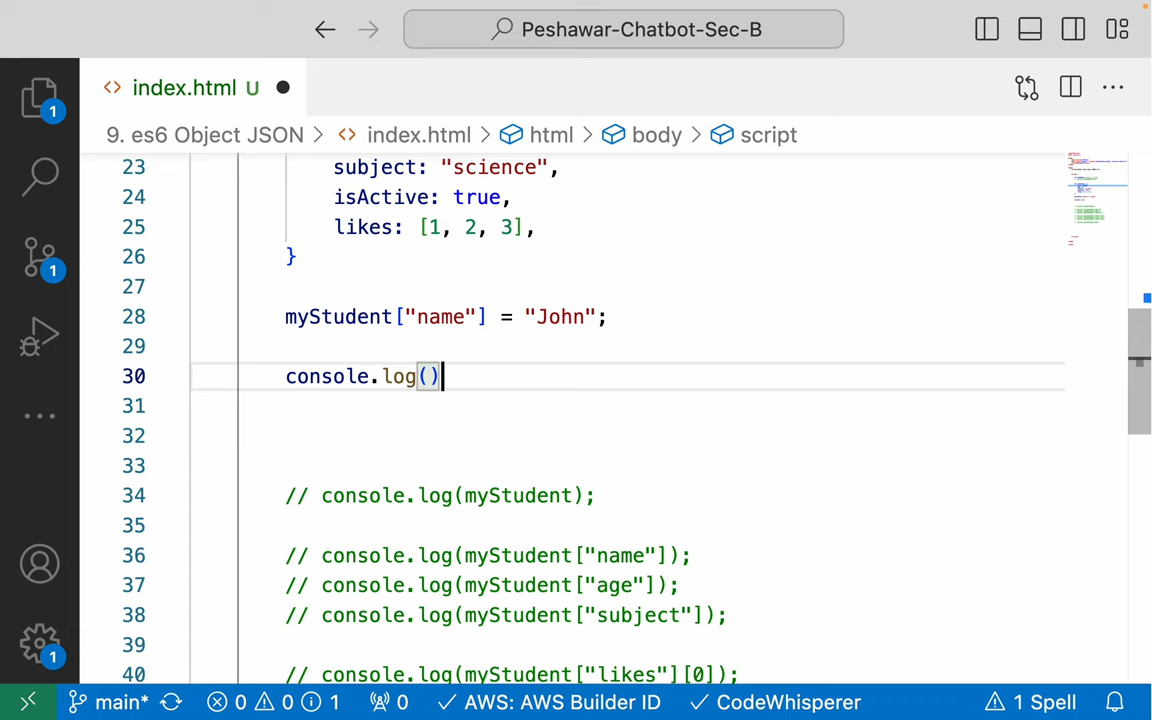 Peshawar-Chatbot-Sec-B
1
index.html U
9. es6 Object JSON > index.html > html > body > script
23 subject: "science",
24 isActive: true,
25 likes: [1, 2, 3],
26 }
27
28 myStudent["name"] = "John";
29
30 console.log()
31
32
33
34 // console.log(myStudent);
35
36 // console.log(myStudent["name"]);
37 // console.log(myStudent["age"]);
38 // console.log(myStudent["subject"]);
39
40 // console.log(myStudent["likes"][0]);
1
1
main* 0 0 1 0 AWS: AWS Builder ID CodeWhisperer 1 Spell